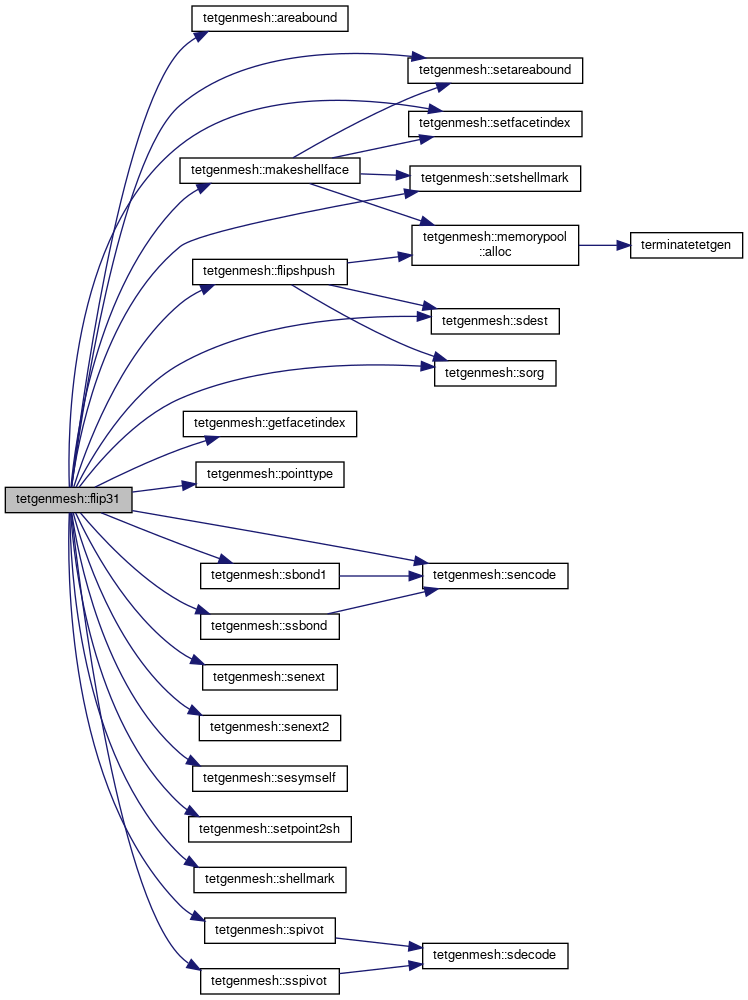 tetgenmesh::areabound
tetgenmesh::setareabound
tetgenmesh::setfacetindex
tetgenmesh::makeshellface
tetgenmesh::setshellmark
tetgenmesh::memorypool
::alloc
terminatetetgen
tetgenmesh::flipshpush
tetgenmesh::sdest
tetgenmesh::sorg
tetgenmesh::getfacetindex
tetgenmesh::pointtype
tetgenmesh::flip31
tetgenmesh::sbond1
tetgenmesh::sencode
tetgenmesh::ssbond
tetgenmesh::senext
tetgenmesh::senext2
tetgenmesh::sesymself
tetgenmesh::setpoint2sh
tetgenmesh::shellmark
tetgenmesh::spivot
tetgenmesh::sdecode
tetgenmesh::sspivot